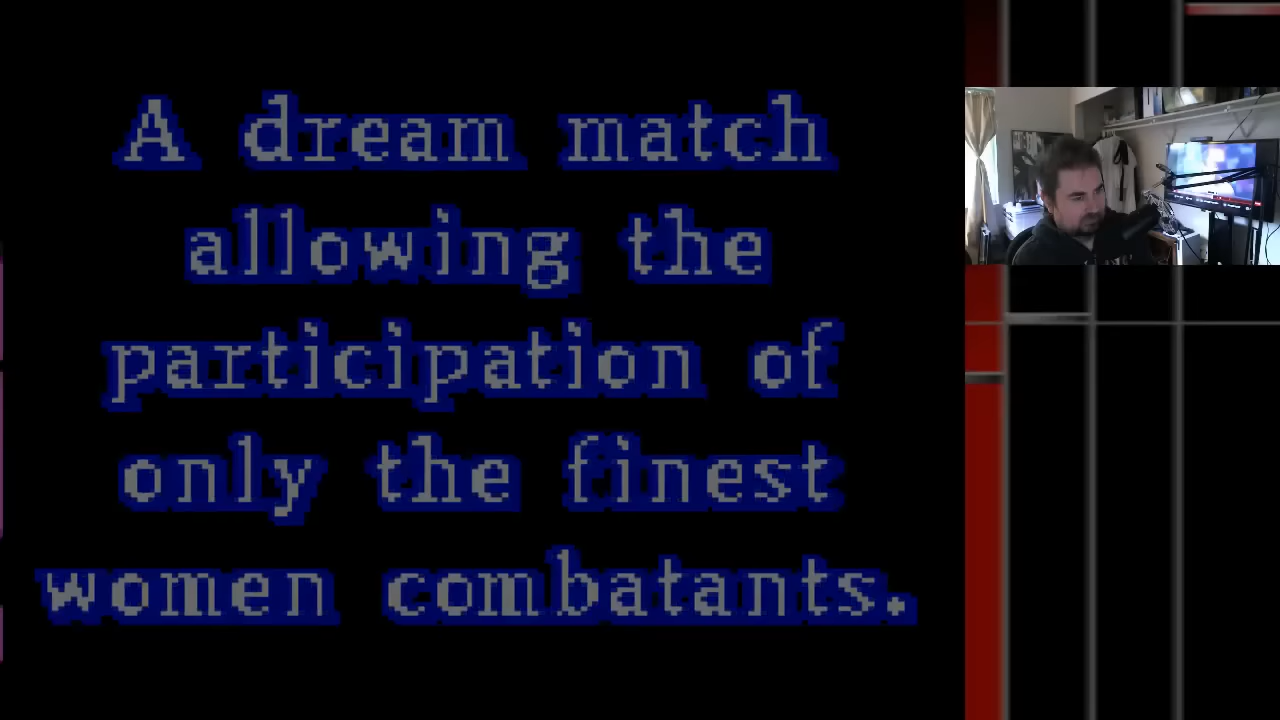 A dream match
allowing the
participation of
only the finest
women combatants.